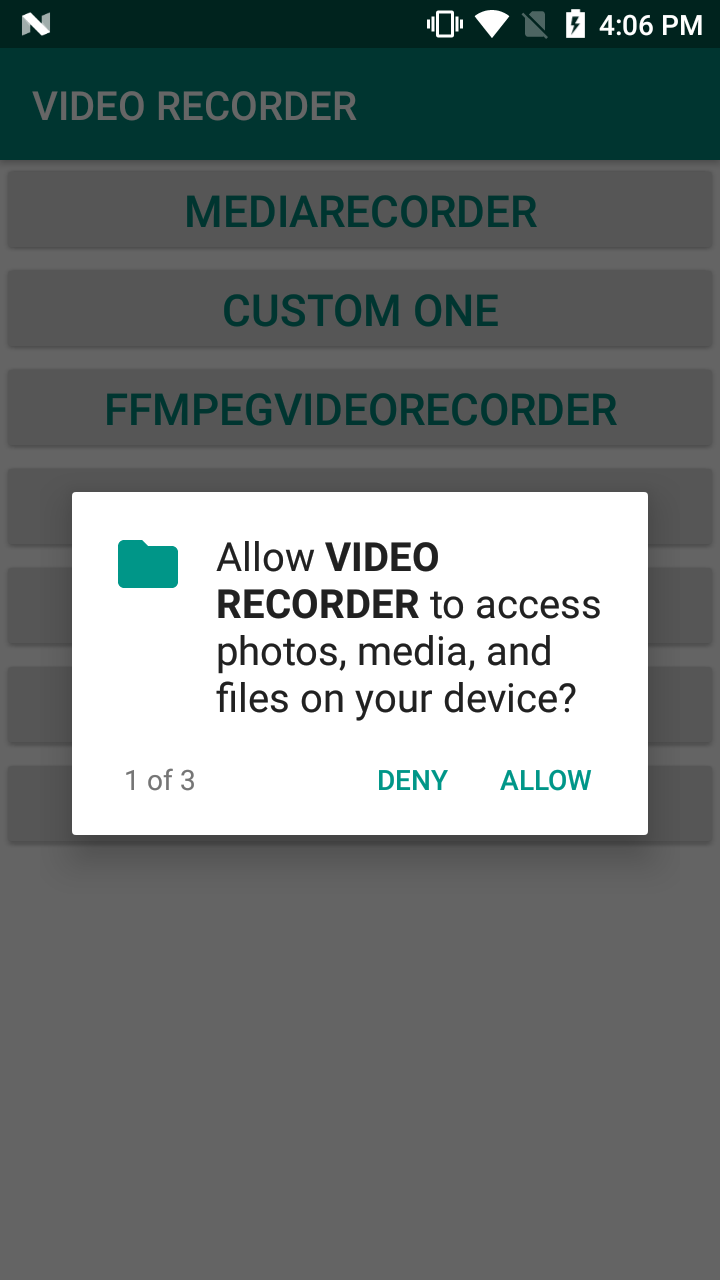 4:06 PM
VIDEO RECORDER
MEDIARECORDER
CUSTOM ONE
FFMPEGVIDEORECORDER
Allow VIDEO
RECORDER to access
photos, media, and
files on your device?
1 of 3 DENY ALLOW